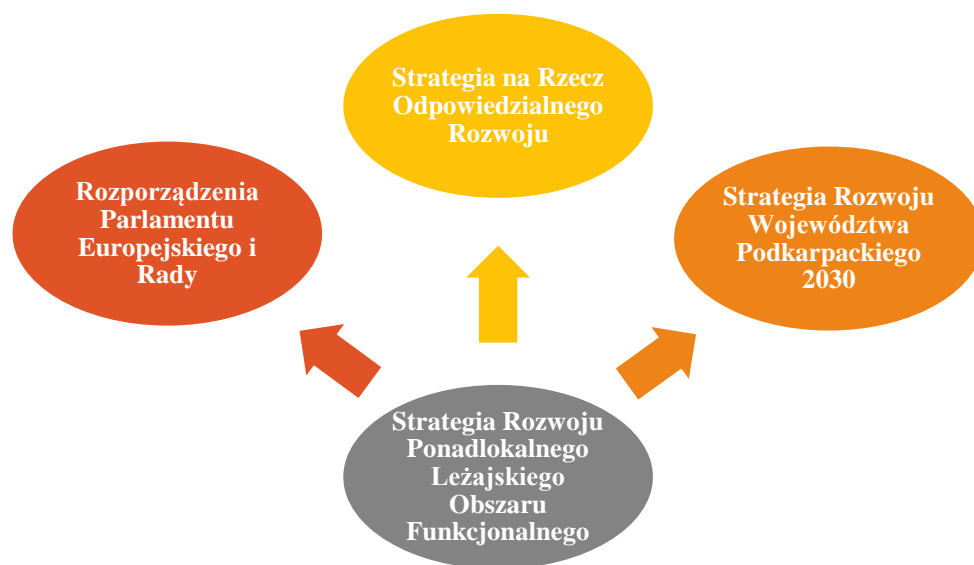 Strategia na Rzecz
Odpowiedzialnego
Rozwoju
Rozporządzenia
Parlamentu
Europejskiego i
Rady
Strategia Rozwoju
Województwa
Podkarpackiego
2030
Strategia Rozwoju
Ponadlokalnego
Leżajskiego
Obszaru
Funkcjonalnego